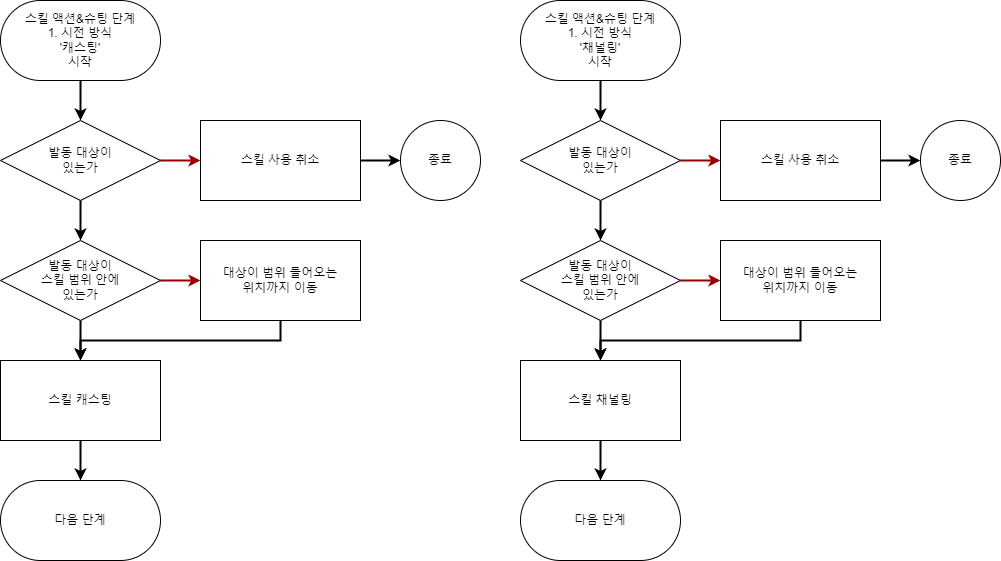 스킬 액션&슈팅 단계
1. 시전 방식
'캐스팅'
시작
발동 대상이
있는가
스킬 사용 취소
종료
발동 대상이
스킬 범위 안에
있는가
대상이 범위 들어오는
위치까지 이동
스킬 캐스팅
다음 단계
스킬 액션&슈팅 단계
1. 시전 방식
'채널링'
시작
발동 대상이
있는가
스킬 사용 취소
종료
발동 대상이
스킬 범위 안에
있는가
대상이 범위 들어오는
위치까지 이동
스킬 채널링
다음 단계